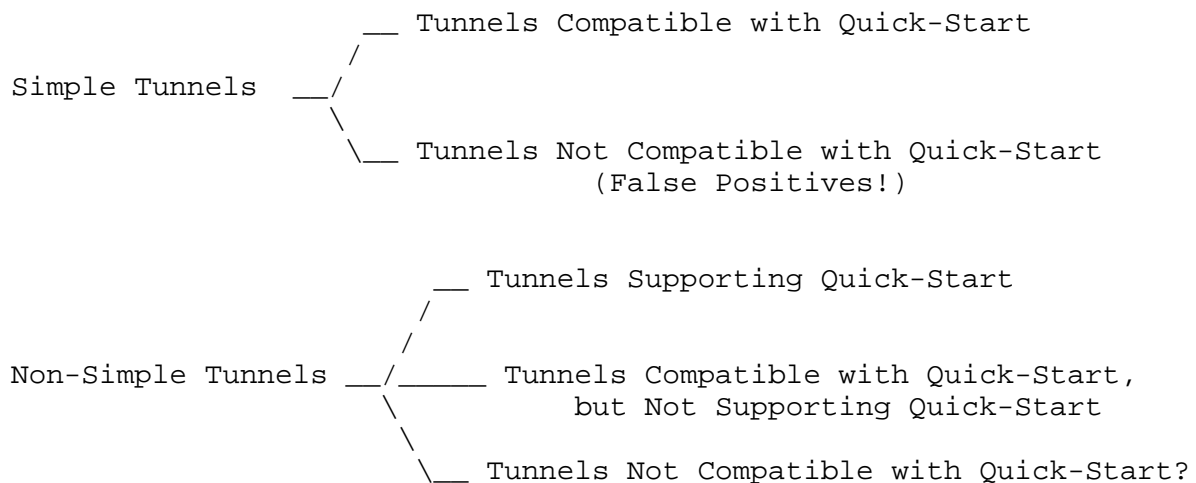 Tunnels Compatible with Quick-Start
Simple Tunnels
Tunnels Not Compatible with Quick-Start
(False Positives!)
Tunnels Supporting Quick-Start
Non-Simple Tunnels
Tunnels Compatible with Quick-Start,
but Not Supporting Quick-Start
Tunnels Not Compatible with Quick-Start?